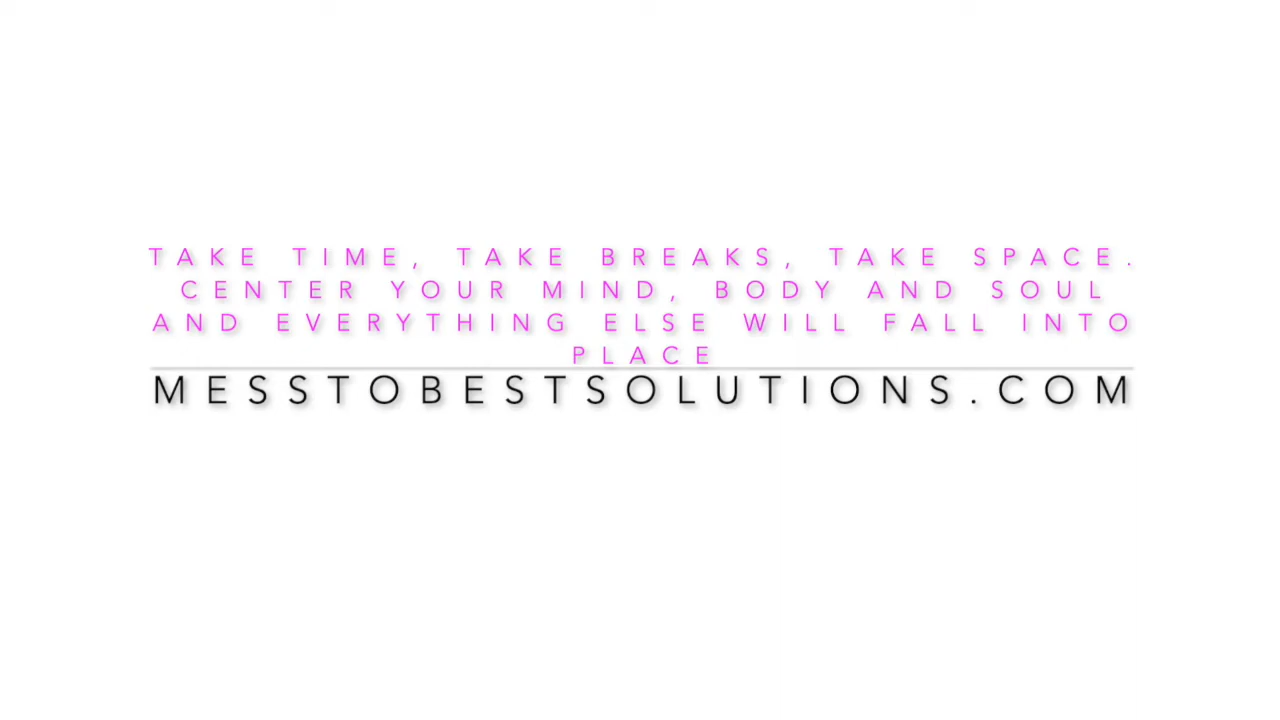 TAKE TIME, TAKE BREAKS, TAKE SPACE.
CENTER YOUR MIND, BODY AND SOUL
AND EVERYTHING ELSE WILL FALL INTO
PLACE
MESSTOBESTSOLUTIONS.COM